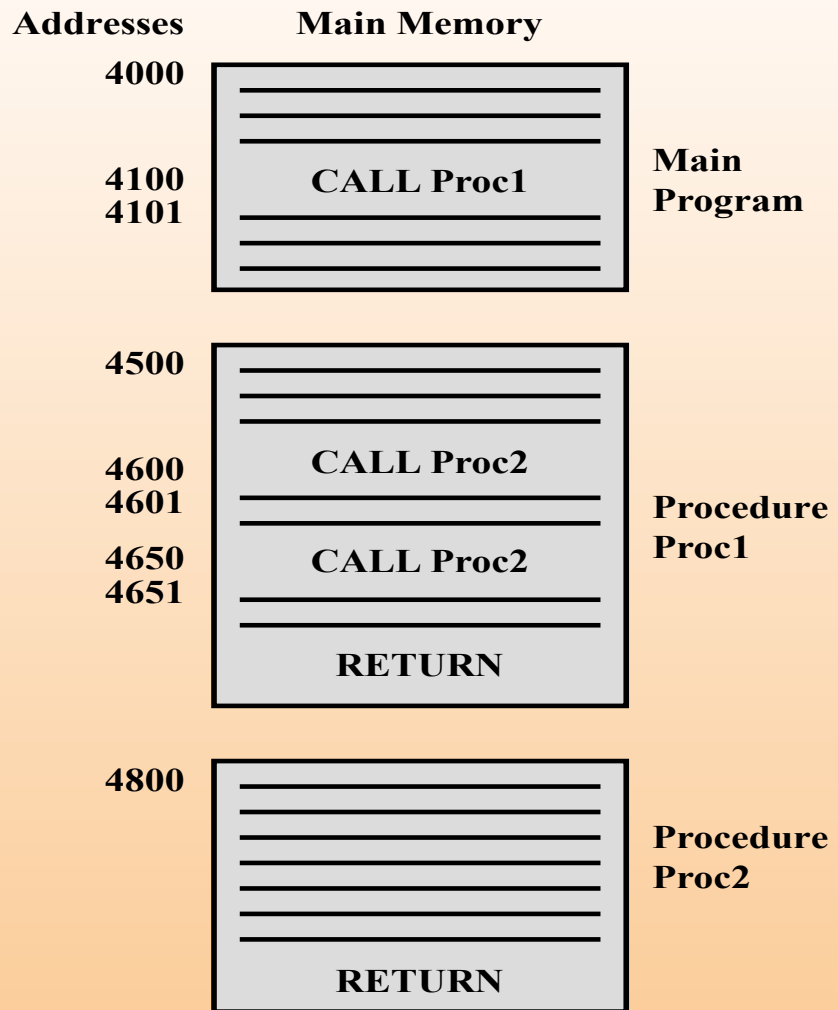 Addresses
Main Memory
4000
4100
CALL Proc1
4101
Main
Program
4500
4600
CALL Proc2
4601
4650
CALL Proc2
4651
RETURN
Procedure
Proc1
4800
RETURN
Procedure
Proc2